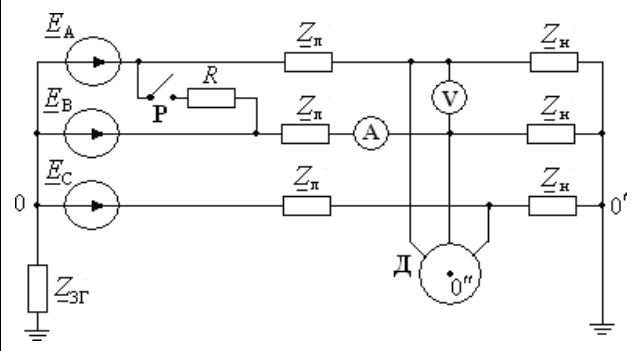 E_A Z_л Z_н
R
V
P
E_B Z_л A Z_н
E_C Z_л Z_н
0 0'
Д 0"
Z_ЗГ